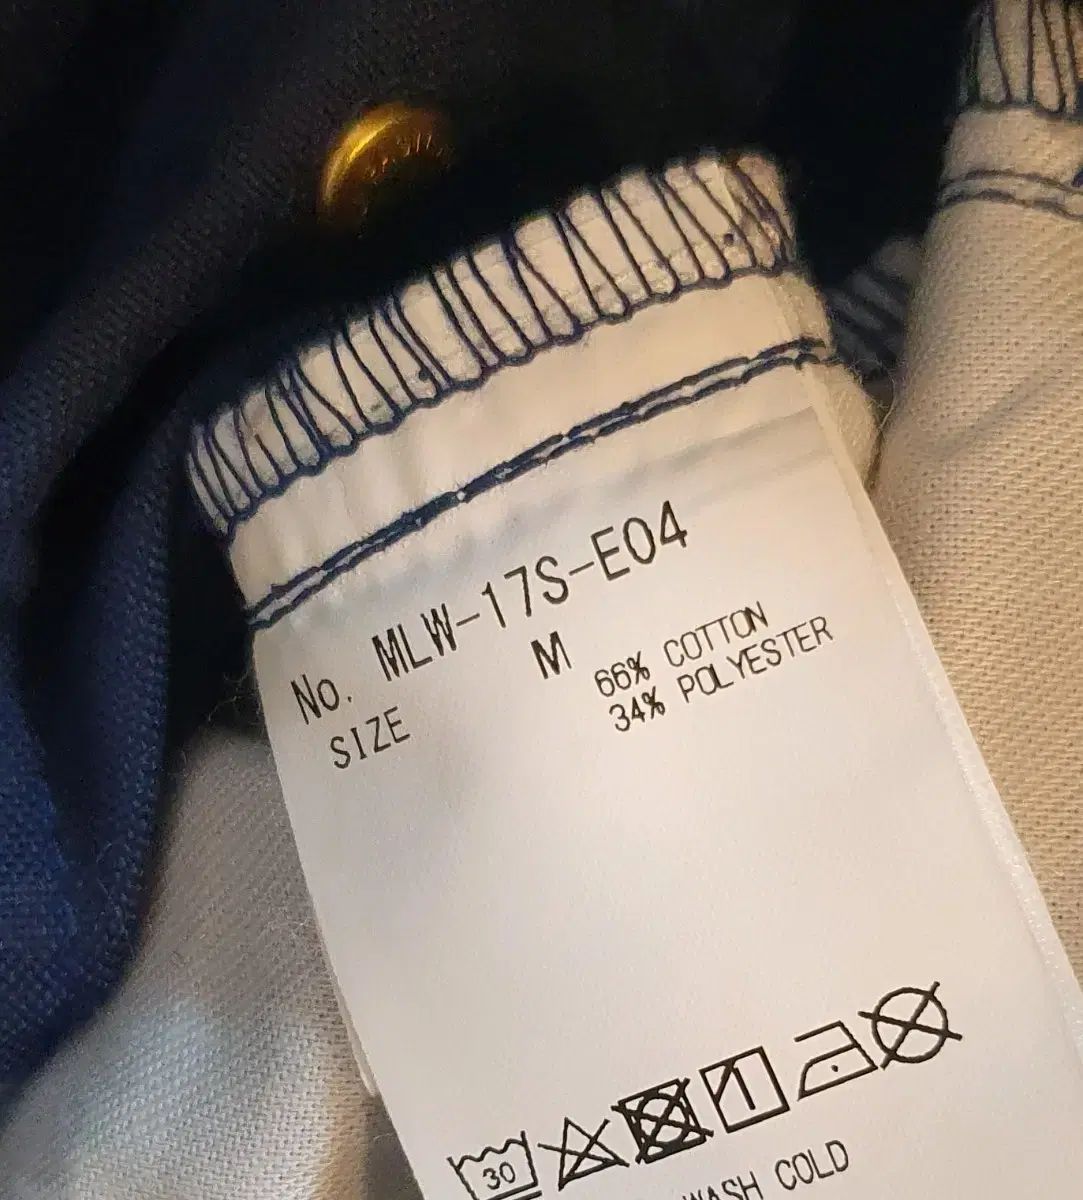 No. MLW-17S-E04
SIZE M
66% COTTON
34% POLYESTER
30
WASH COLD